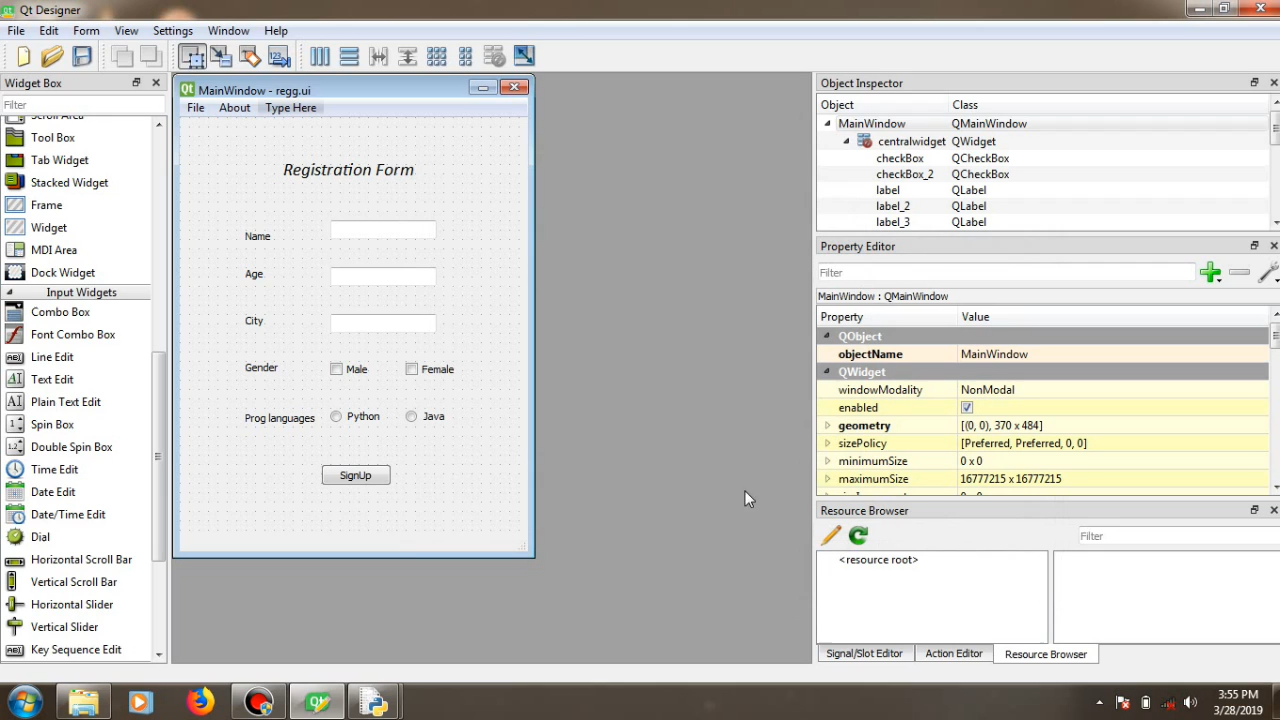 Qt Designer
File Edit Form View Settings Window Help
Widget Box
Filter
Scroll Area
Tool Box
Tab Widget
Stacked Widget
Frame
Widget
MDI Area
Dock Widget
Input Widgets
Combo Box
Font Combo Box
Line Edit
Text Edit
Plain Text Edit
Spin Box
Double Spin Box
Time Edit
Date Edit
Date/Time Edit
Dial
Horizontal Scroll Bar
Vertical Scroll Bar
Horizontal Slider
Vertical Slider
Key Sequence Edit
MainWindow - regg.ui
File About Type Here
Registration Form
Name
Age
City
Gender Male Female
Prog languages Python Java
SignUp
Object Inspector
Object Class
MainWindow QMainWindow
centralwidget QWidget
checkBox QCheckBox
checkBox_2 QCheckBox
label QLabel
label_2 QLabel
label_3 QLabel
Property Editor
Filter
MainWindow : QMainWindow
Property Value
QObject
objectName MainWindow
QWidget
windowModality NonModal
enabled
geometry [(0, 0), 370 x 484]
sizePolicy [Preferred, Preferred, 0, 0]
minimumSize 0 x 0
maximumSize 16777215 x 16777215
Resource Browser
Filter
<resource root>
Signal/Slot Editor Action Editor Resource Browser
3:55 PM
3/28/2019